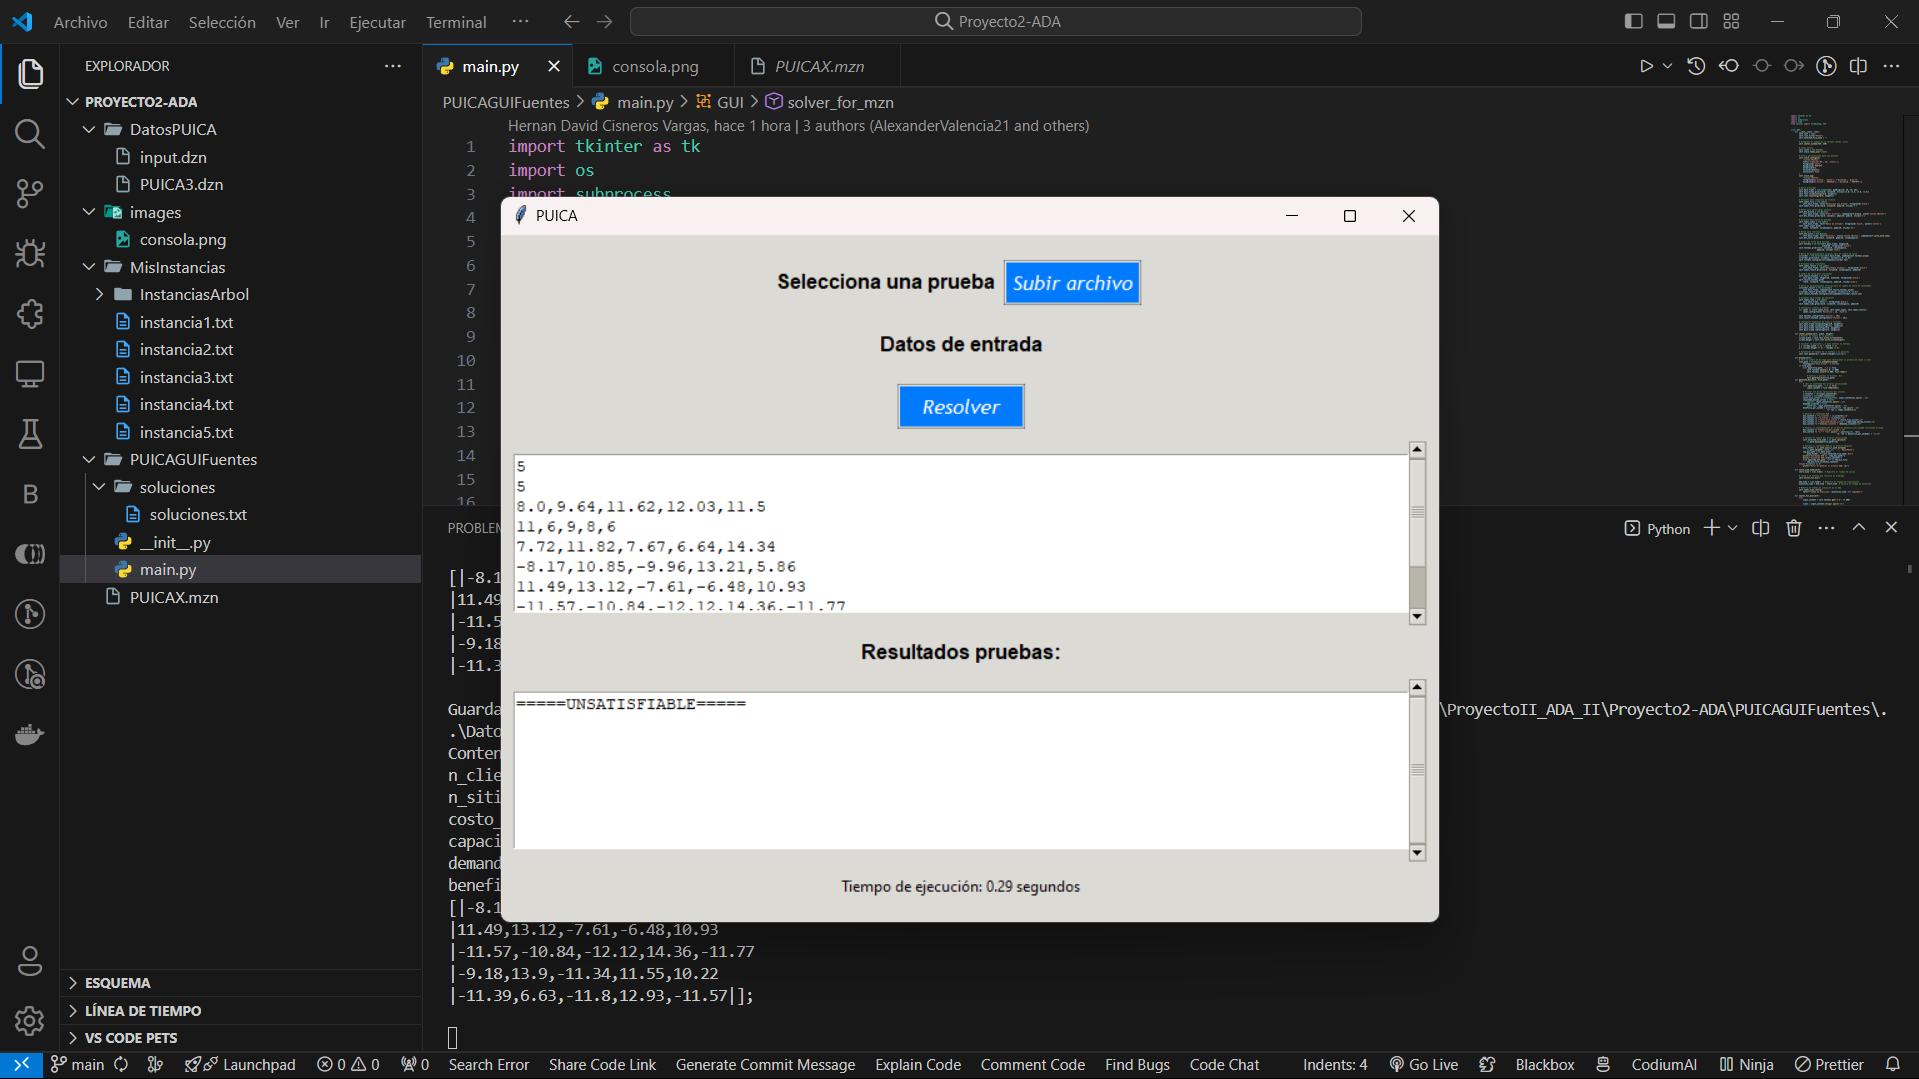 Archivo Editar Selección Ver Ir Ejecutar Terminal ··· Proyecto2-ADA
EXPLORADOR ···
PROYECTO2-ADA
DatosPUICA
input.dzn
PUICA3.dzn
images
consola.png
MisInstancias
InstanciasArbol
instancia1.txt
instancia2.txt
instancia3.txt
instancia4.txt
instancia5.txt
PUICAGUIFuentes
soluciones
soluciones.txt
__init__.py
main.py
PUICAX.mzn
ESQUEMA
LÍNEA DE TIEMPO
VS CODE PETS
main.py consola.png PUICAX.mzn
PUICAGUIFuentes > main.py > GUI > solver_for_mzn
Hernan David Cisneros Vargas, hace 1 hora | 3 authors (AlexanderValencia21 and others)
1 import tkinter as tk
2 import os
3 import subprocess
4
5
6
7
8
9
10
11
12
13
14
15
16
PUICA
Selecciona una prueba Subir archivo
Datos de entrada
Resolver
5
5
8.0,9.64,11.62,12.03,11.5
11,6,9,8,6
7.72,11.82,7.67,6.64,14.34
-8.17,10.85,-9.96,13.21,5.86
11.49,13.12,-7.61,-6.48,10.93
-11.57,-10.84,-12.12,14.36,-11.77
Resultados pruebas:
=====UNSATISFIABLE=====
Tiempo de ejecución: 0.29 segundos
PROBLEM
Python
[|-8.1
|11.49
|-11.5
|-9.18
|-11.3
Guarda \ProyectoII_ADA_II\Proyecto2-ADA\PUICAGUIFuentes\.
.\Dato
Conten
n_clie
n_siti
costo_
capaci
demand
benefi
[|-8.1
|11.49,13.12,-7.61,-6.48,10.93
|-11.57,-10.84,-12.12,14.36,-11.77
|-9.18,13.9,-11.34,11.55,10.22
|-11.39,6.63,-11.8,12.93,-11.57|];
main Launchpad 0 0 0 Search Error Share Code Link Generate Commit Message Explain Code Comment Code Find Bugs Code Chat Indents: 4 Go Live Blackbox CodiumAI Ninja Prettier